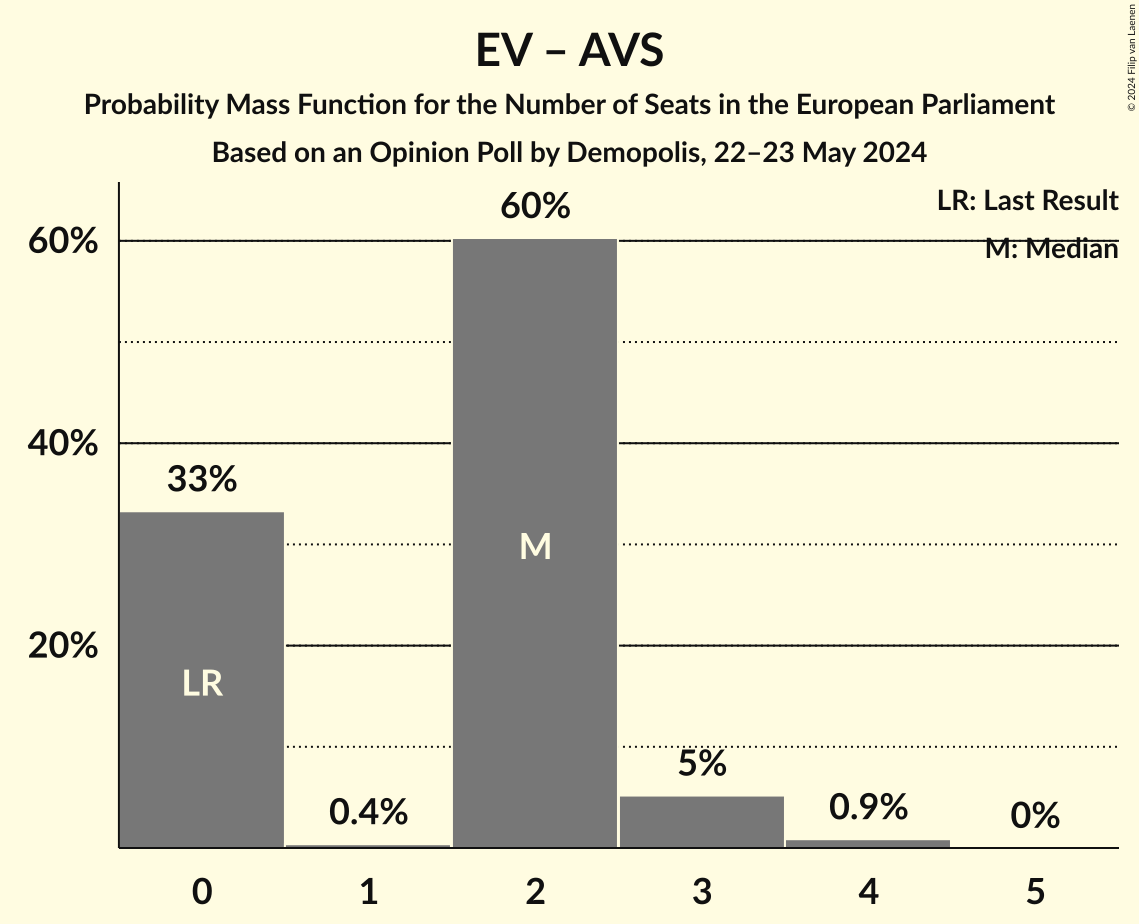 EV – AVS
Probability Mass Function for the Number of Seats in the European Parliament
Based on an Opinion Poll by Demopolis, 22–23 May 2024
© 2024 Filip van Laenen
LR: Last Result
M: Median
60%
40%
20%
33%
0.4%
60%
5%
0.9%
0%
LR
M
0 1 2 3 4 5